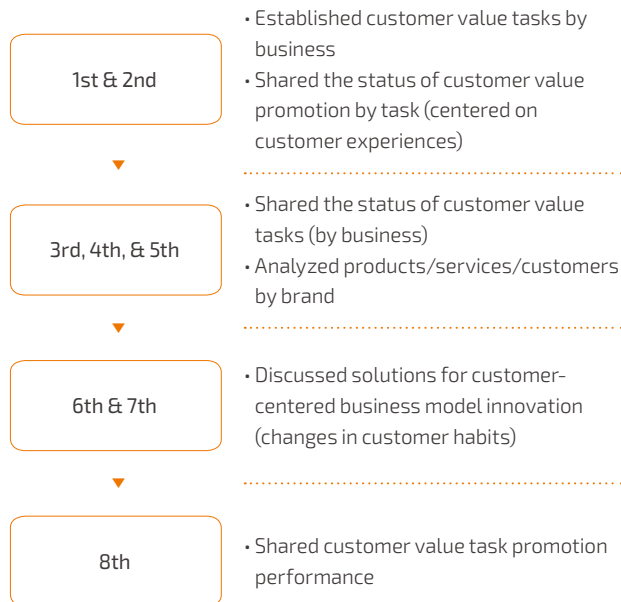 1st & 2nd
• Established customer value tasks by
business
• Shared the status of customer value
promotion by task (centered on
customer experiences)
3rd, 4th, & 5th
• Shared the status of customer value
tasks (by business)
• Analyzed products/services/customers
by brand
6th & 7th
• Discussed solutions for customer-
centered business model innovation
(changes in customer habits)
8th
• Shared customer value task promotion
performance